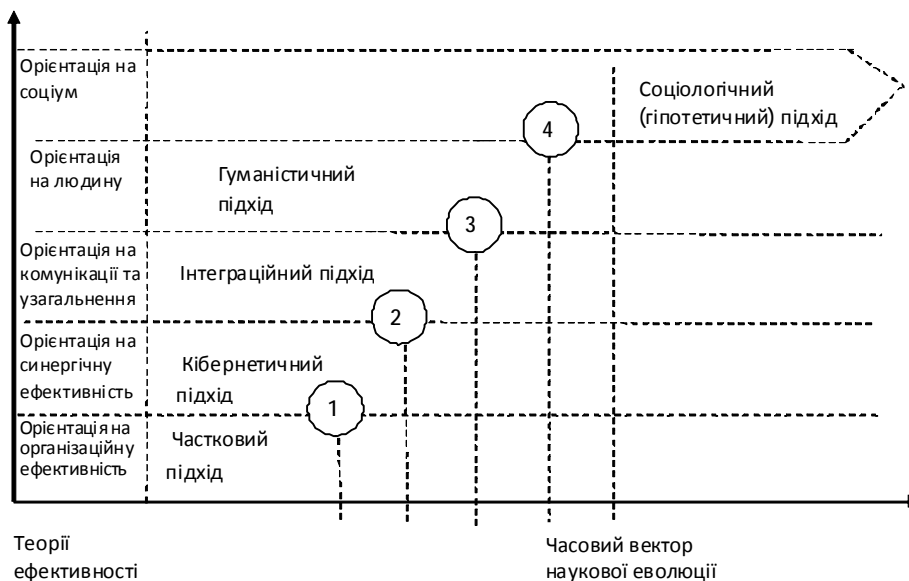 Орієнтація на
соціум
Соціологічний
(гіпотетичний) підхід
4
Орієнтація
на людину
Гуманістичний
підхід
3
Орієнтація на
комунікації та
узагальнення
Інтеграційний підхід
2
Орієнтація на
синергічну
ефективність
Кібернетичний
підхід
1
Орієнтація на
організаційну
ефективність
Частковий
підхід
Теорії
ефективності
Часовий вектор
наукової еволюції